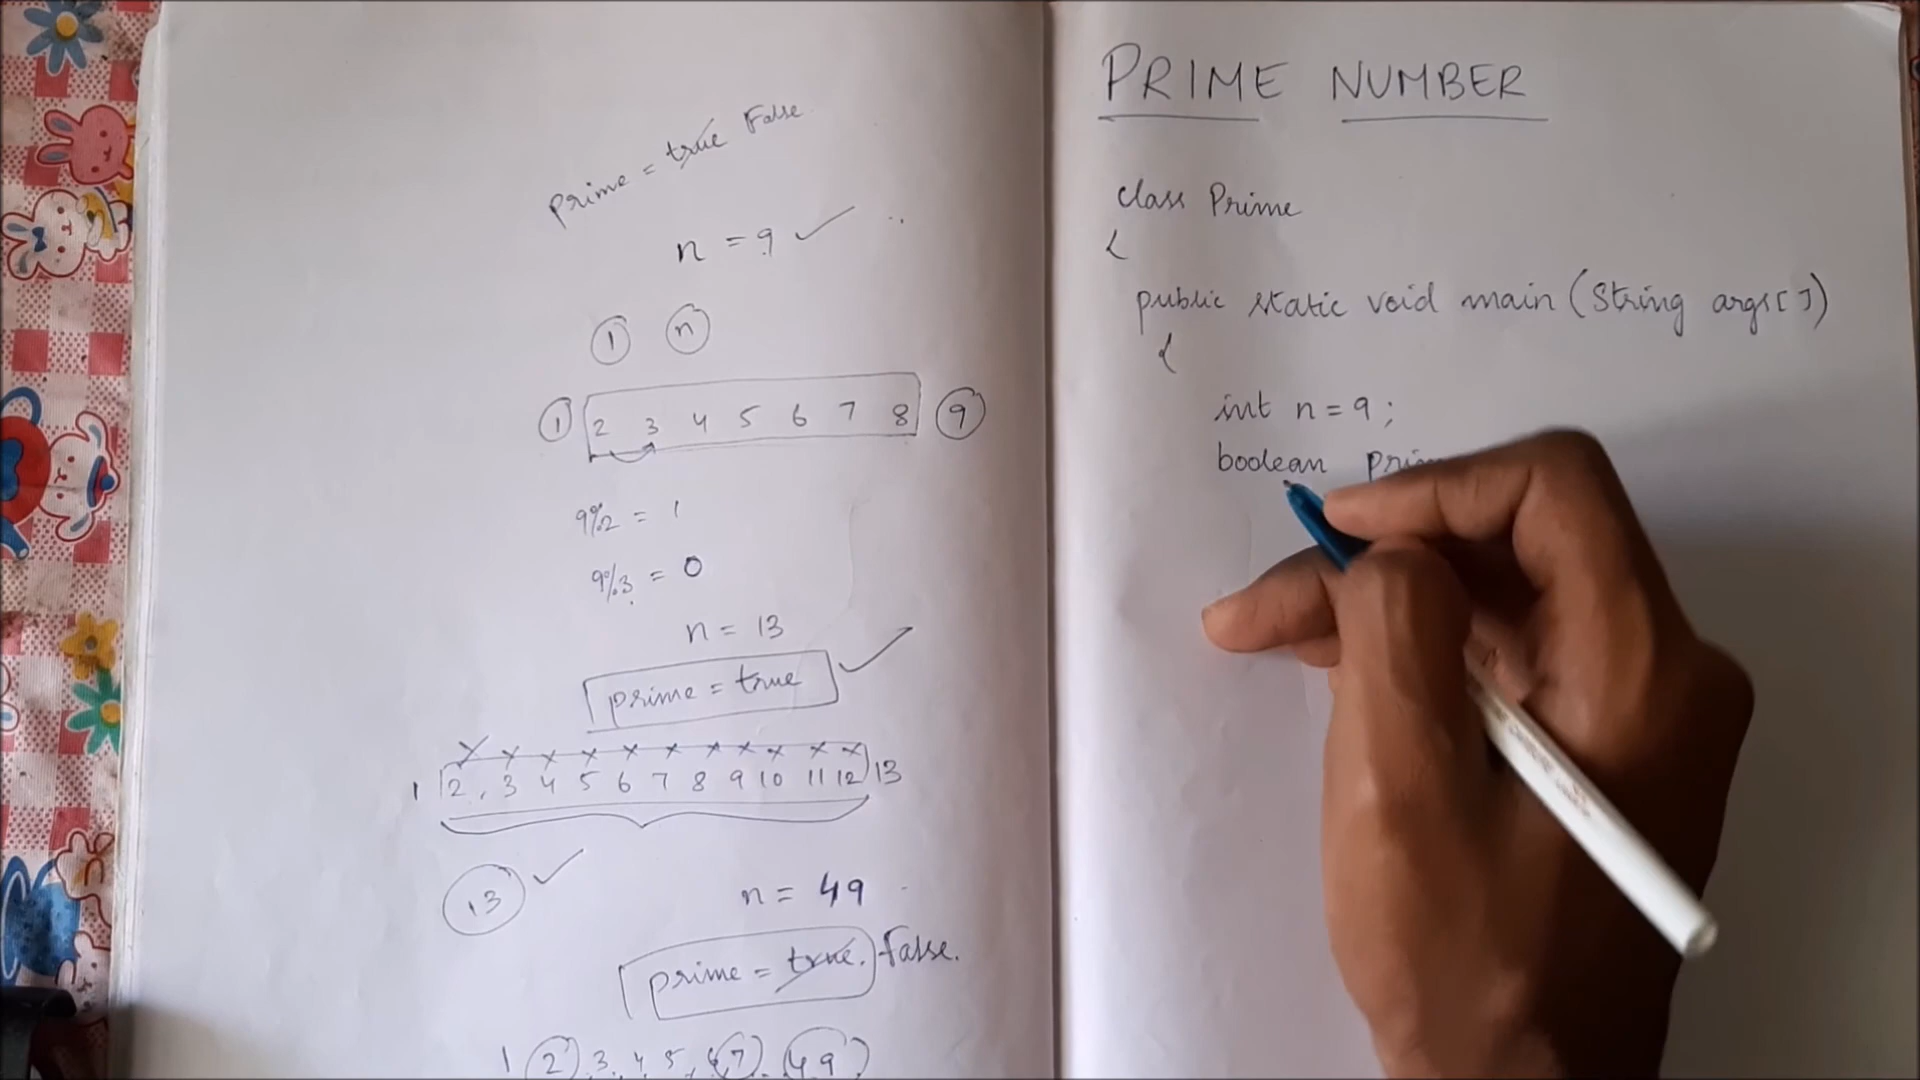 prime = true False
n = 9
1 n
1 2 3 4 5 6 7 8 9
9%2 = 1
9%3 = 0
n = 13
prime = true
1 2, 3 4 5 6 7 8 9 10 11 12 13
13
n = 49
prime = true. False.
1 2, 3, 4, 5, 6 7, 49
PRIME NUMBER
class Prime
{
public static void main (String args[])
{
int n = 9;
boolean